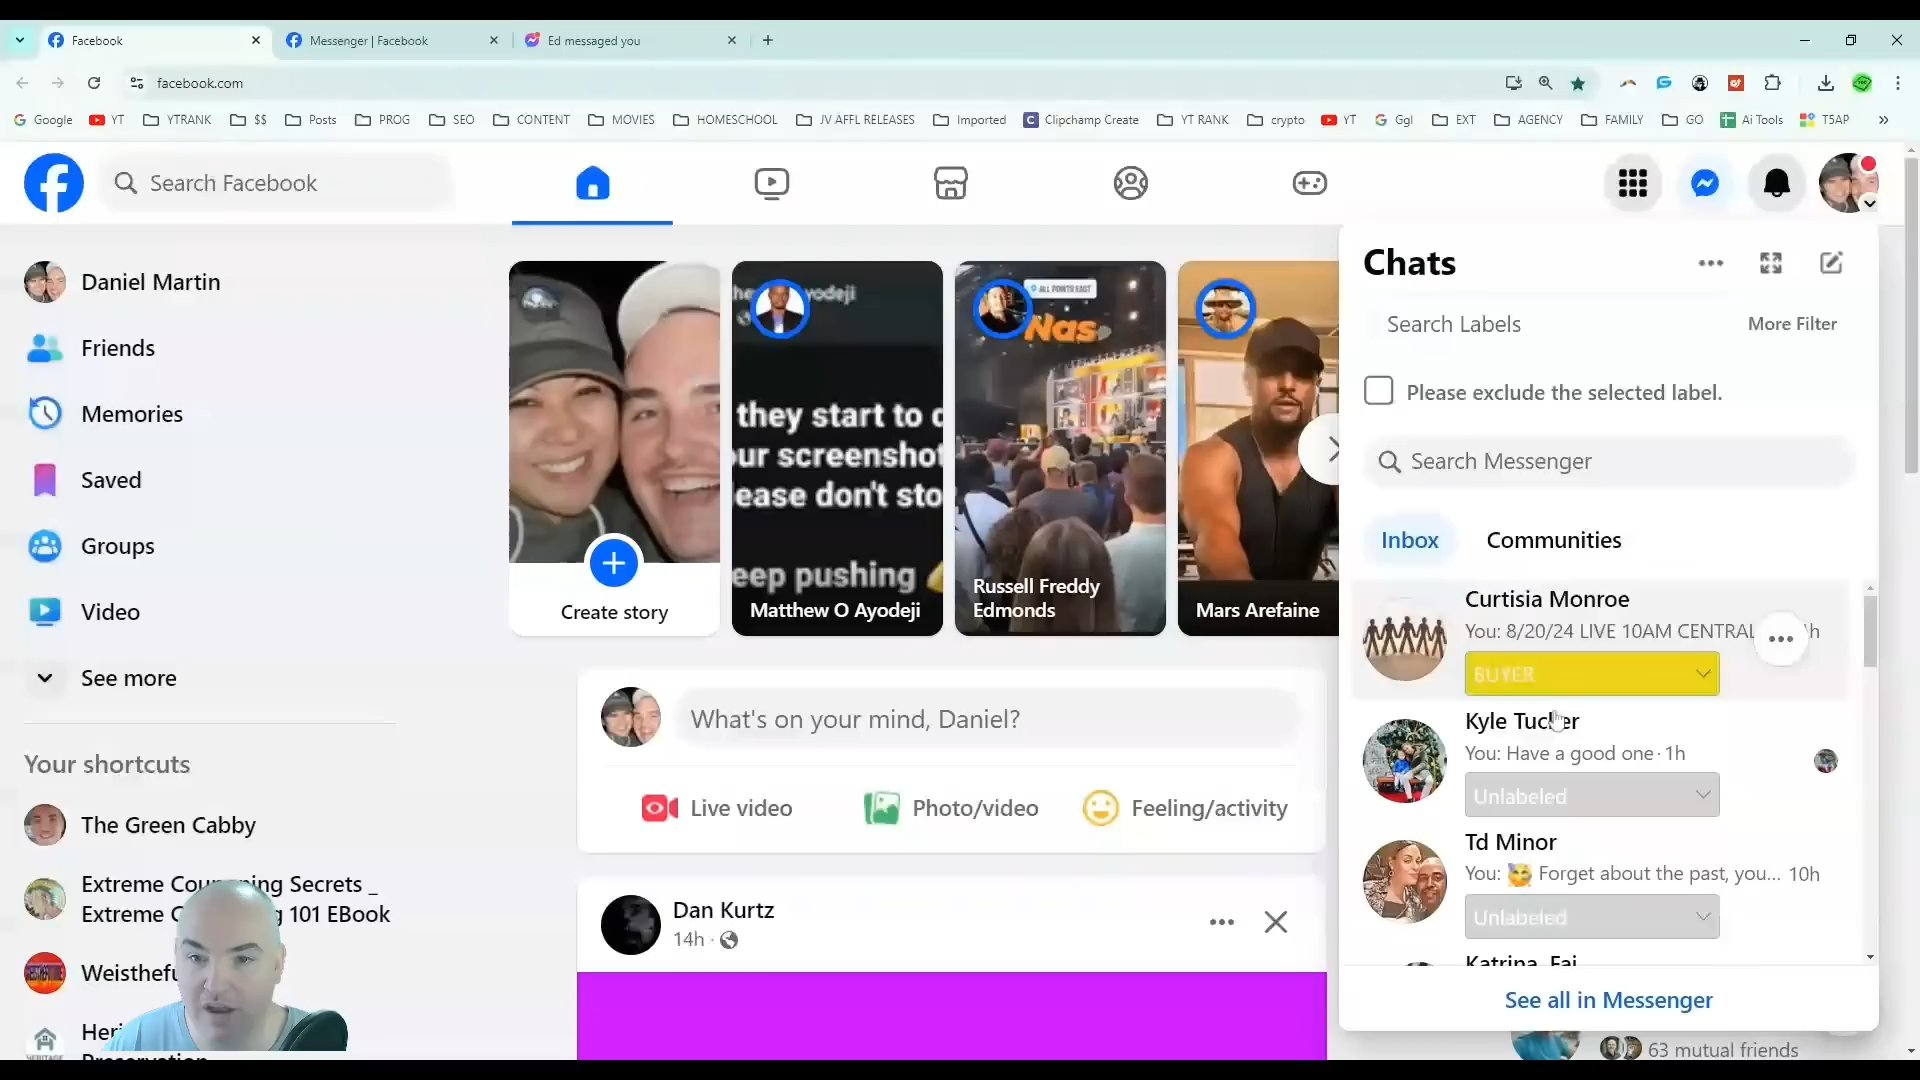 Facebook
Messenger | Facebook
Ed messaged you
facebook.com
Google
YT
YTRANK
$$
Posts
PROG
SEO
CONTENT
MOVIES
HOMESCHOOL
JV AFFL RELEASES
Imported
Clipchamp Create
YT RANK
crypto
YT
Ggl
EXT
AGENCY
FAMILY
GO
Ai Tools
T5AP
Search Facebook
Daniel Martin
Friends
Memories
Saved
Groups
Video
See more
Your shortcuts
The Green Cabby
Extreme
Secrets _
Extreme
101 EBook
ALL POINTS EAST
Nas
they start to
screenshot
ease don't sto
eep pushing
Create story
Matthew O Ayodeji
Russell Freddy
Edmonds
Mars Arefaine
What's on your mind, Daniel?
Live video
Photo/video
Feeling/activity
Dan Kurtz
14h
Chats
Search Labels
More Filter
Please exclude the selected label.
Search Messenger
Inbox
Communities
Curtisia Monroe
You: 8/20/24 LIVE 10AM CENTRAL
BUYER
Kyle Tucker
You: Have a good one · 1h
Unlabeled
Td Minor
You: 🥳 Forget about the past, you... 10h
Unlabeled
See all in Messenger
63 mutual friends